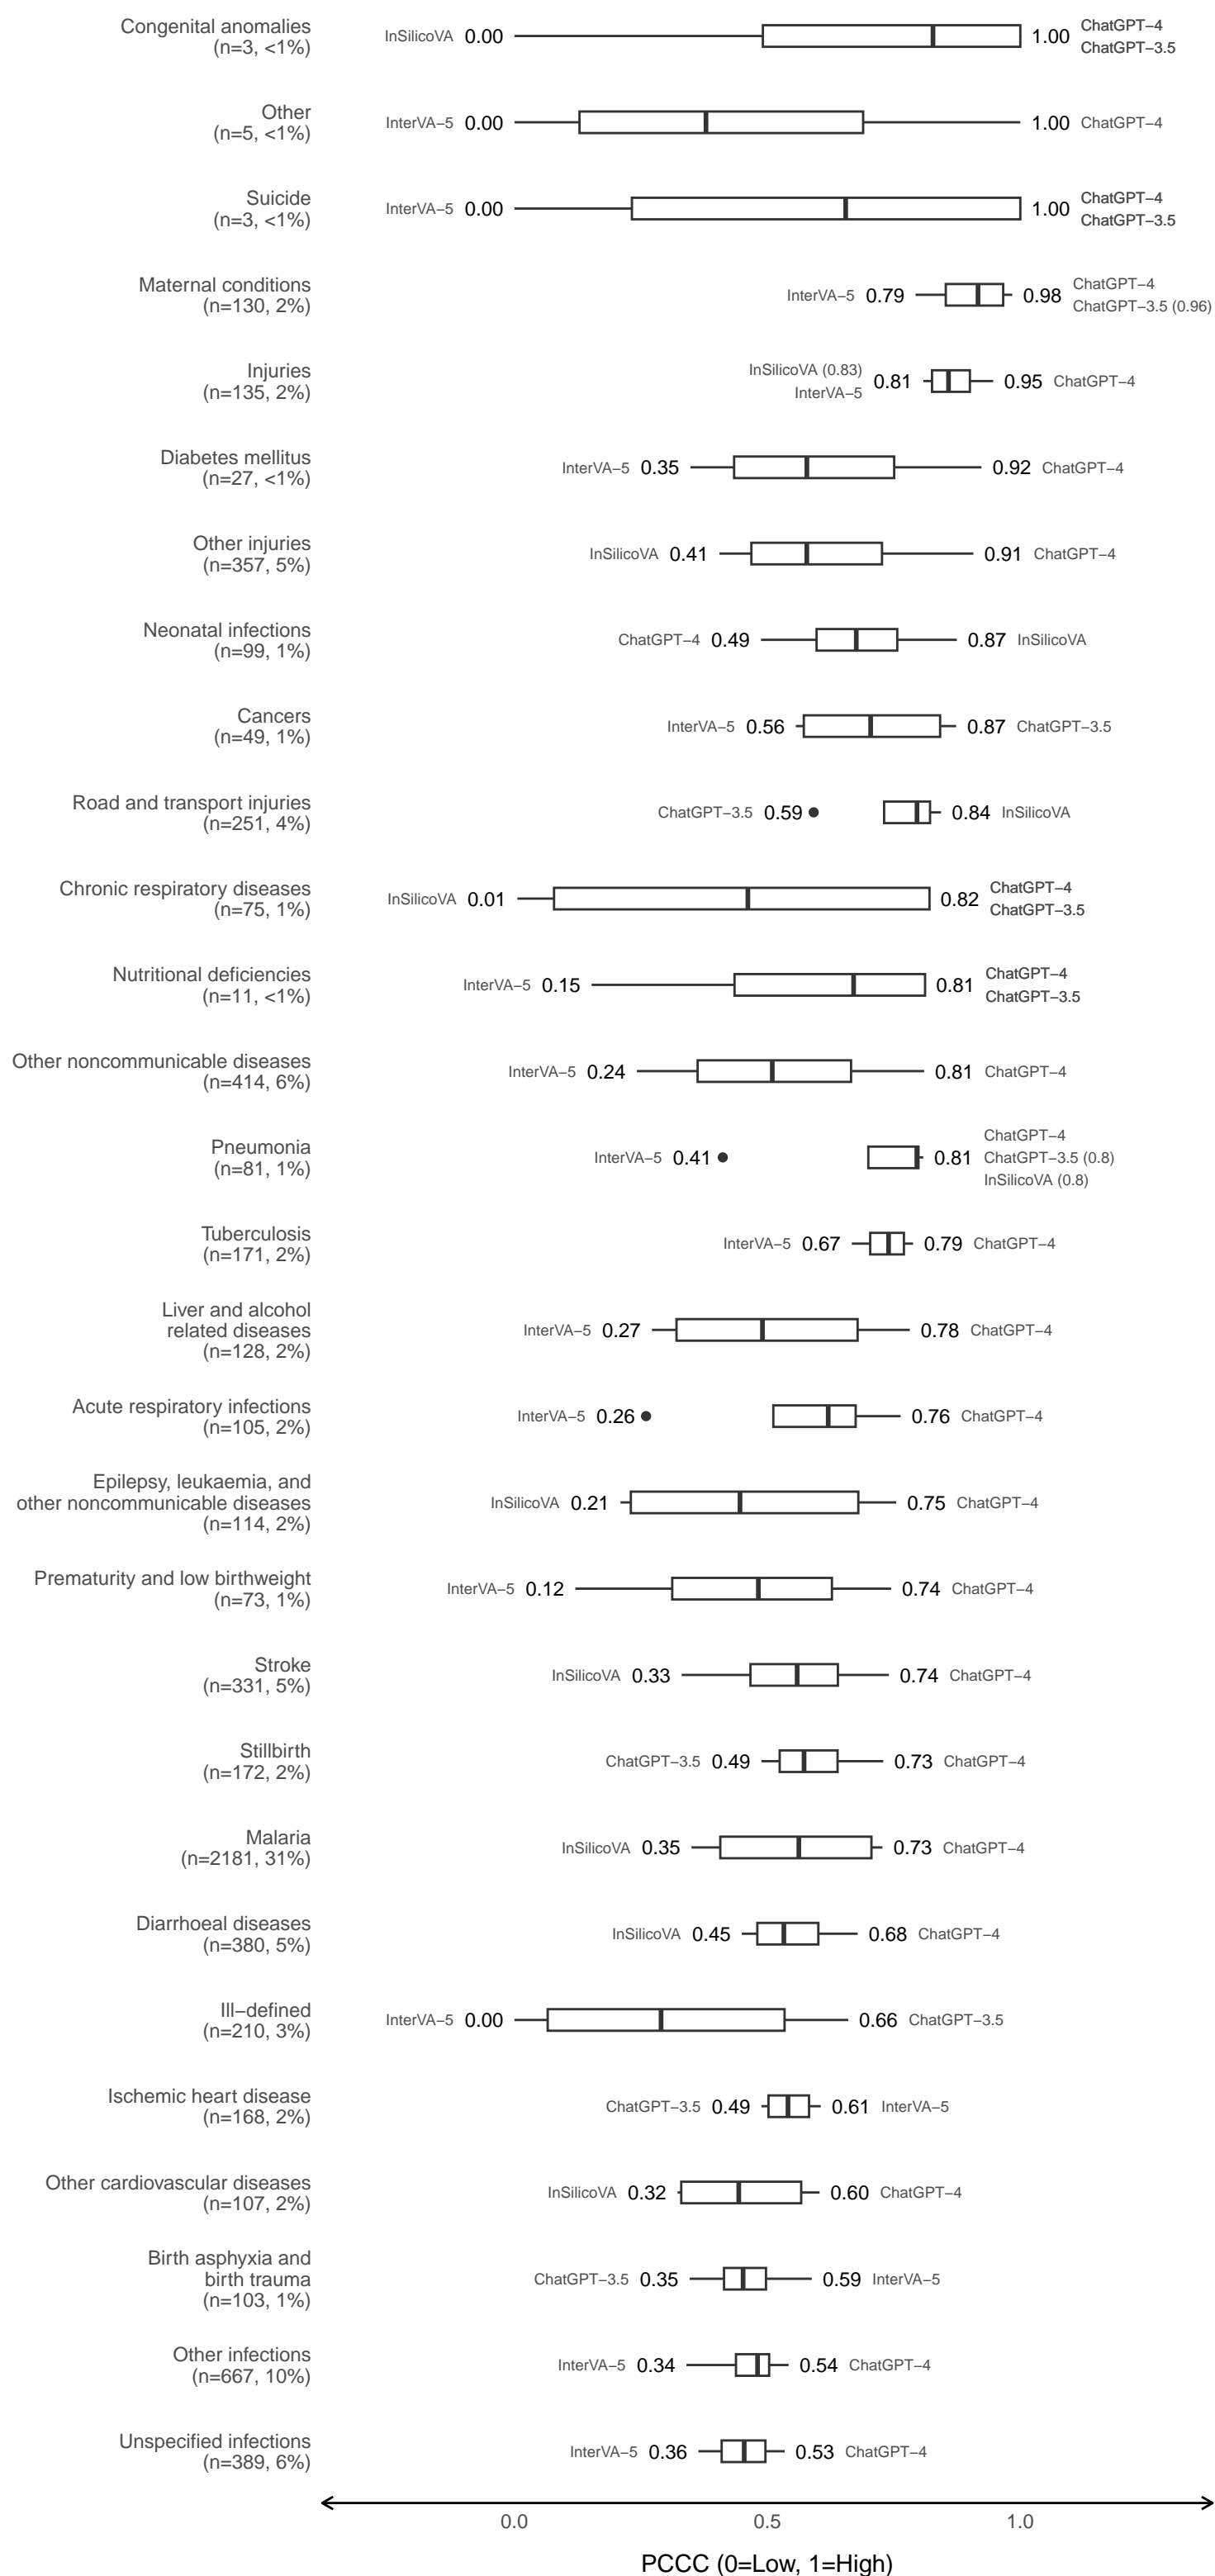 Congenital anomalies
(n=3, <1%)
InSilicoVA 0.00
1.00 ChatGPT−4
ChatGPT−3.5
Other
(n=5, <1%)
InterVA−5 0.00
1.00 ChatGPT−4
Suicide
(n=3, <1%)
InterVA−5 0.00
1.00 ChatGPT−4
ChatGPT−3.5
Maternal conditions
(n=130, 2%)
InterVA−5 0.79
0.98 ChatGPT−4
ChatGPT−3.5 (0.96)
Injuries
(n=135, 2%)
InSilicoVA (0.83)
InterVA−5 0.81
0.95 ChatGPT−4
Diabetes mellitus
(n=27, <1%)
InterVA−5 0.35
0.92 ChatGPT−4
Other injuries
(n=357, 5%)
InSilicoVA 0.41
0.91 ChatGPT−4
Neonatal infections
(n=99, 1%)
ChatGPT−4 0.49
0.87 InSilicoVA
Cancers
(n=49, 1%)
InterVA−5 0.56
0.87 ChatGPT−3.5
Road and transport injuries
(n=251, 4%)
ChatGPT−3.5 0.59
0.84 InSilicoVA
Chronic respiratory diseases
(n=75, 1%)
InSilicoVA 0.01
0.82 ChatGPT−4
ChatGPT−3.5
Nutritional deficiencies
(n=11, <1%)
InterVA−5 0.15
0.81 ChatGPT−4
ChatGPT−3.5
Other noncommunicable diseases
(n=414, 6%)
InterVA−5 0.24
0.81 ChatGPT−4
Pneumonia
(n=81, 1%)
InterVA−5 0.41
ChatGPT−4
0.81 ChatGPT−3.5 (0.8)
InSilicoVA (0.8)
Tuberculosis
(n=171, 2%)
InterVA−5 0.67
0.79 ChatGPT−4
Liver and alcohol
related diseases
(n=128, 2%)
InterVA−5 0.27
0.78 ChatGPT−4
Acute respiratory infections
(n=105, 2%)
InterVA−5 0.26
0.76 ChatGPT−4
Epilepsy, leukaemia, and
other noncommunicable diseases
(n=114, 2%)
InSilicoVA 0.21
0.75 ChatGPT−4
Prematurity and low birthweight
(n=73, 1%)
InterVA−5 0.12
0.74 ChatGPT−4
Stroke
(n=331, 5%)
InSilicoVA 0.33
0.74 ChatGPT−4
Stillbirth
(n=172, 2%)
ChatGPT−3.5 0.49
0.73 ChatGPT−4
Malaria
(n=2181, 31%)
InSilicoVA 0.35
0.73 ChatGPT−4
Diarrhoeal diseases
(n=380, 5%)
InSilicoVA 0.45
0.68 ChatGPT−4
Ill−defined
(n=210, 3%)
InterVA−5 0.00
0.66 ChatGPT−3.5
Ischemic heart disease
(n=168, 2%)
ChatGPT−3.5 0.49
0.61 InterVA−5
Other cardiovascular diseases
(n=107, 2%)
InSilicoVA 0.32
0.60 ChatGPT−4
Birth asphyxia and
birth trauma
(n=103, 1%)
ChatGPT−3.5 0.35
0.59 InterVA−5
Other infections
(n=667, 10%)
InterVA−5 0.34
0.54 ChatGPT−4
Unspecified infections
(n=389, 6%)
InterVA−5 0.36
0.53 ChatGPT−4
0.0 0.5 1.0
PCCC (0=Low, 1=High)